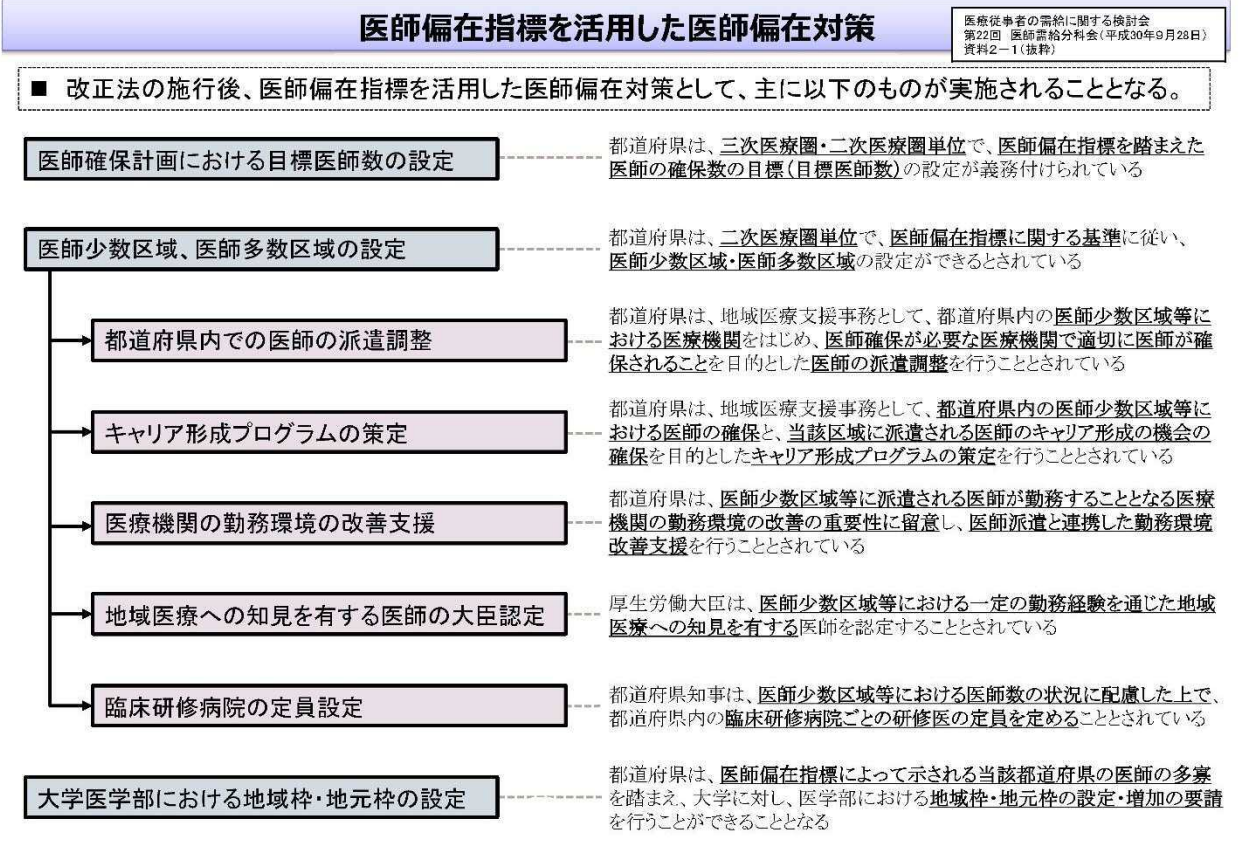 医師偏在指標を活用した医師偏在対策
医療従事者の需給に関する検討会
第22回 医師需給分科会(平成30年9月28日)
資料2-1(抜粋)
■ 改正法の施行後、医師偏在指標を活用した医師偏在対策として、主に以下のものが実施されることとなる。
医師確保計画における目標医師数の設定
都道府県は、三次医療圏・二次医療圏単位で、医師偏在指標を踏まえた
医師の確保数の目標(目標医師数)の設定が義務付けられている
医師少数区域、医師多数区域の設定
都道府県は、二次医療圏単位で、医師偏在指標に関する基準に従い、
医師少数区域・医師多数区域の設定ができるとされている
都道府県内での医師の派遣調整
都道府県は、地域医療支援事務として、都道府県内の医師少数区域等に
おける医療機関をはじめ、医師確保が必要な医療機関で適切に医師が確
保されることを目的とした医師の派遣調整を行うこととされている
キャリア形成プログラムの策定
都道府県は、地域医療支援事務として、都道府県内の医師少数区域等に
おける医師の確保と、当該区域に派遣される医師のキャリア形成の機会の
確保を目的としたキャリア形成プログラムの策定を行うこととされている
医療機関の勤務環境の改善支援
都道府県は、医師少数区域等に派遣される医師が勤務することとなる医療
機関の勤務環境の改善の重要性に留意し、医師派遣と連携した勤務環境
改善支援を行うこととされている
地域医療への知見を有する医師の大臣認定
厚生労働大臣は、医師少数区域等における一定の勤務経験を通じた地域
医療への知見を有する医師を認定することとされている
臨床研修病院の定員設定
都道府県知事は、医師少数区域等における医師数の状況に配慮した上で、
都道府県内の臨床研修病院ごとの研修医の定員を定めることとされている
大学医学部における地域枠・地元枠の設定
都道府県は、医師偏在指標によって示される当該都道府県の医師の多寡
を踏まえ、大学に対し、医学部における地域枠・地元枠の設定・増加の要請
を行うことができることとなる